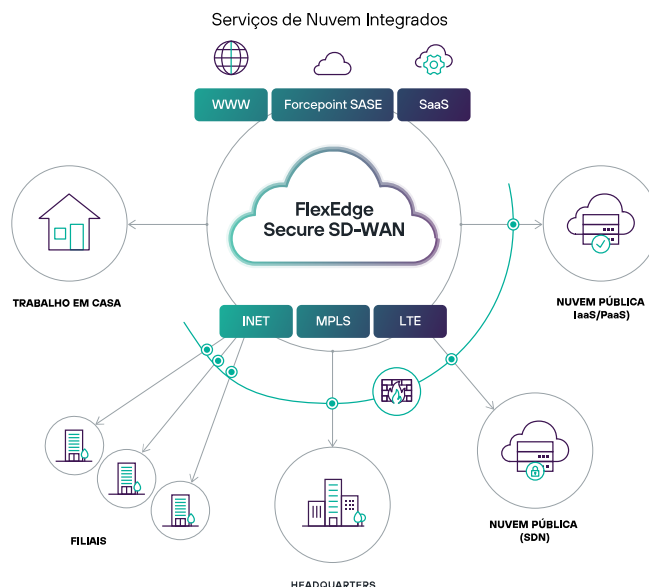 Serviços de Nuvem Integrados
WWW
Forcepoint SASE
SaaS
FlexEdge
Secure SD-WAN
TRABALHO EM CASA
NUVEM PÚBLICA
IaaS/PaaS)
INET
MPLS
LTE
FILIAIS
NUVEM PÚBLICA
(SDN)
HEADQUARTERS